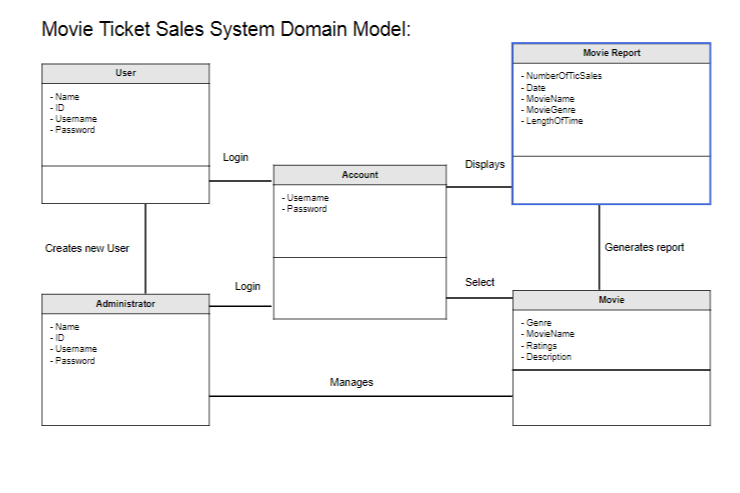 Movie Ticket Sales System Domain Model:
User
- Name
- ID
- Username
- Password
Movie Report
- NumberOfTicSales
- Date
- MovieName
- MovieGenre
- LengthOfTime
Login
Account
- Username
- Password
Displays
Creates new User
Generates report
Login
Select
Administrator
- Name
- ID
- Username
- Password
Movie
- Genre
- MovieName
- Ratings
- Description
Manages